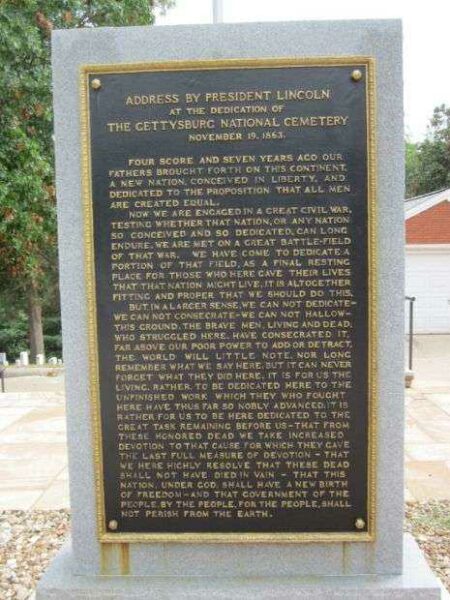 ADDRESS BY PRESIDENT LINCOLN
AT THE DEDICATION OF
THE GETTYSBURG NATIONAL CEMETERY
NOVEMBER 19, 1863.
FOUR SCORE AND SEVEN YEARS AGO OUR
FATHERS BROUGHT FORTH ON THIS CONTINENT,
A NEW NATION, CONCEIVED IN LIBERTY, AND
DEDICATED TO THE PROPOSITION THAT ALL MEN
ARE CREATED EQUAL.
NOW WE ARE ENGAGED IN A GREAT CIVIL WAR,
TESTING WHETHER THAT NATION, OR ANY NATION
SO CONCEIVED AND SO DEDICATED, CAN LONG
ENDURE. WE ARE MET ON A GREAT BATTLE-FIELD
OF THAT WAR. WE HAVE COME TO DEDICATE A
PORTION OF THAT FIELD, AS A FINAL RESTING
PLACE FOR THOSE WHO HERE GAVE THEIR LIVES
THAT THAT NATION MIGHT LIVE. IT IS ALTOGETHER
FITTING AND PROPER THAT WE SHOULD DO THIS.
BUT, IN A LARGER SENSE, WE CAN NOT DEDICATE-
WE CAN NOT CONSECRATE-WE CAN NOT HALLOW-
THIS GROUND. THE BRAVE MEN, LIVING AND DEAD,
WHO STRUGGLED HERE, HAVE CONSECRATED IT,
FAR ABOVE OUR POOR POWER TO ADD OR DETRACT.
THE WORLD WILL LITTLE NOTE, NOR LONG
REMEMBER WHAT WE SAY HERE, BUT IT CAN NEVER
FORGET WHAT THEY DID HERE. IT IS FOR US THE
LIVING, RATHER, TO BE DEDICATED HERE TO THE
UNFINISHED WORK WHICH THEY WHO FOUGHT
HERE HAVE THUS FAR SO NOBLY ADVANCED. IT IS
RATHER FOR US TO BE HERE DEDICATED TO THE
GREAT TASK REMAINING BEFORE US-THAT FROM
THESE HONORED DEAD WE TAKE INCREASED
DEVOTION TO THAT CAUSE FOR WHICH THEY GAVE
THE LAST FULL MEASURE OF DEVOTION - THAT
WE HERE HIGHLY RESOLVE THAT THESE DEAD
SHALL NOT HAVE DIED IN VAIN - THAT THIS
NATION, UNDER GOD, SHALL HAVE A NEW BIRTH
OF FREEDOM-AND THAT GOVERNMENT OF THE
PEOPLE, BY THE PEOPLE, FOR THE PEOPLE, SHALL
NOT PERISH FROM THE EARTH.